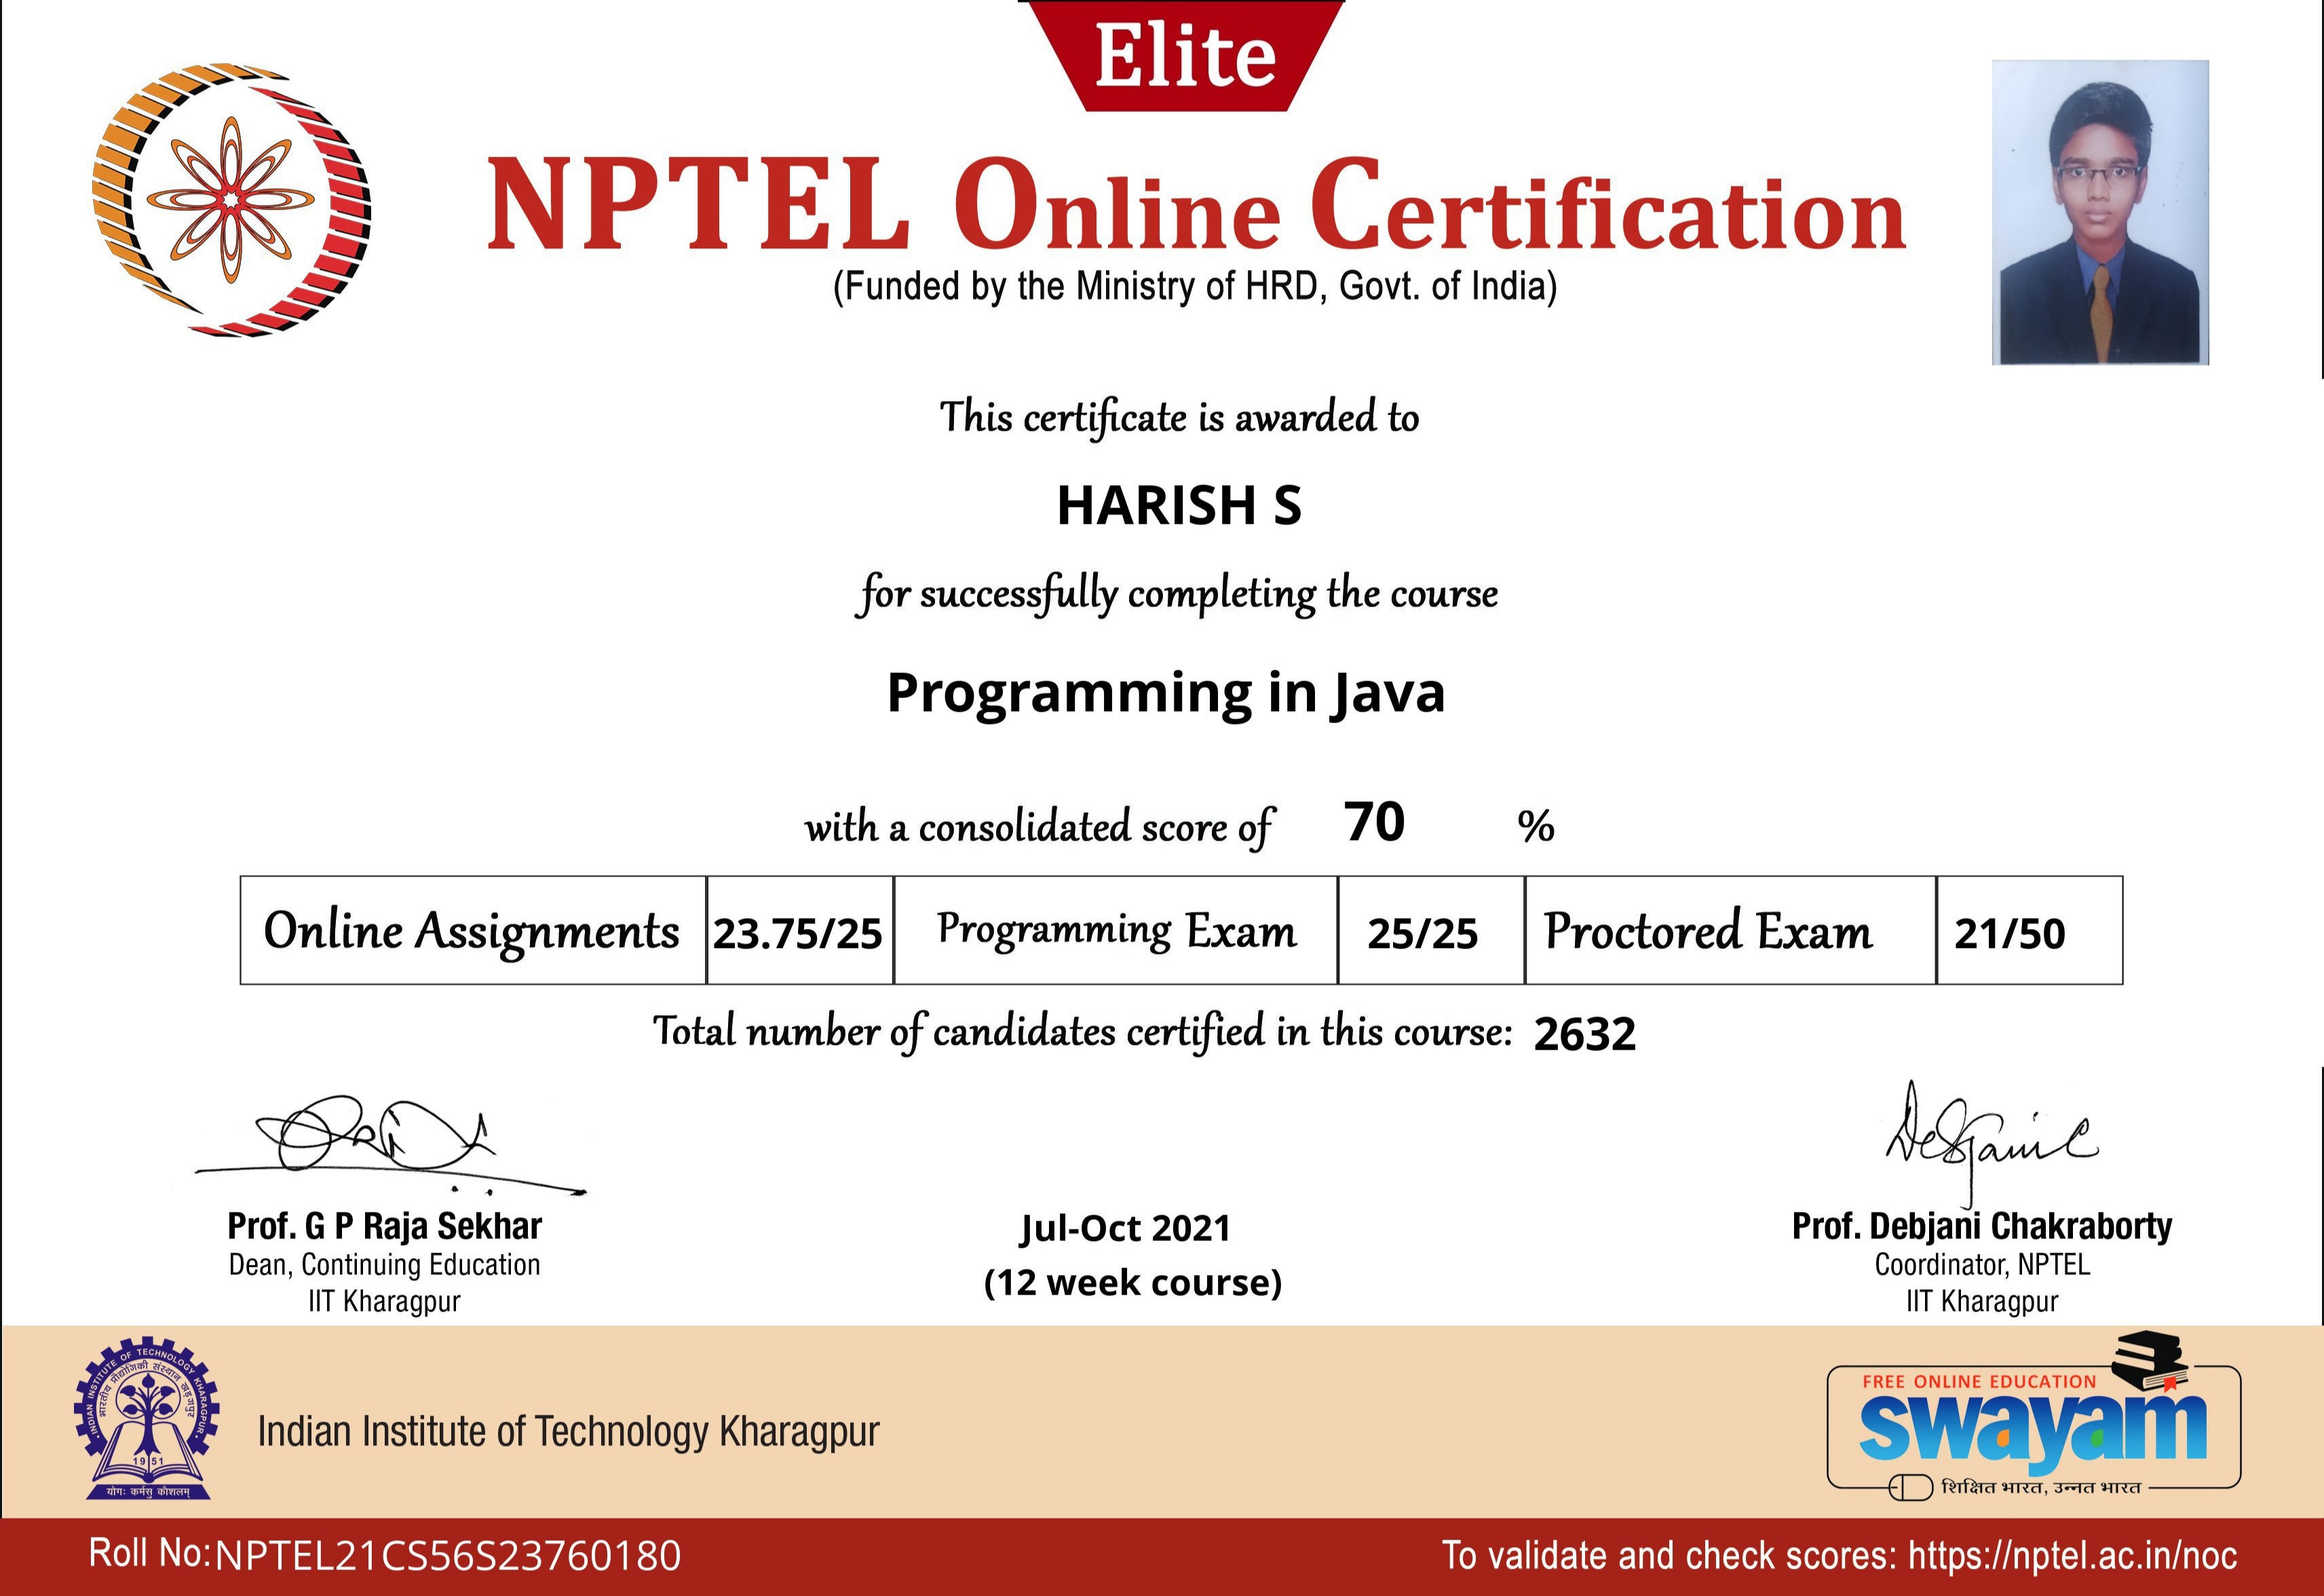 Elite
NPTEL Online Certification
(Funded by the Ministry of HRD, Govt. of India)
This certificate is awarded to
HARISH S
for successfully completing the course
Programming in Java
with a consolidated score of 70 %
Online Assignments 23.75/25 Programming Exam 25/25 Proctored Exam 21/50
Total number of candidates certified in this course: 2632
Prof. G P Raja Sekhar
Dean, Continuing Education
IIT Kharagpur
Jul-Oct 2021
(12 week course)
Debjani C
Prof. Debjani Chakraborty
Coordinator, NPTEL
IIT Kharagpur
INDIAN INSTITUTE OF TECHNOLOGY KHARAGPUR
भारतीय प्रौद्योगिकी संस्थान खड़गपुर
1951
योगः कर्मसु कौशलम्
Indian Institute of Technology Kharagpur
FREE ONLINE EDUCATION
swayam
शिक्षित भारत, उन्नत भारत
Roll No:NPTEL21CS56S23760180
To validate and check scores: https://nptel.ac.in/noc